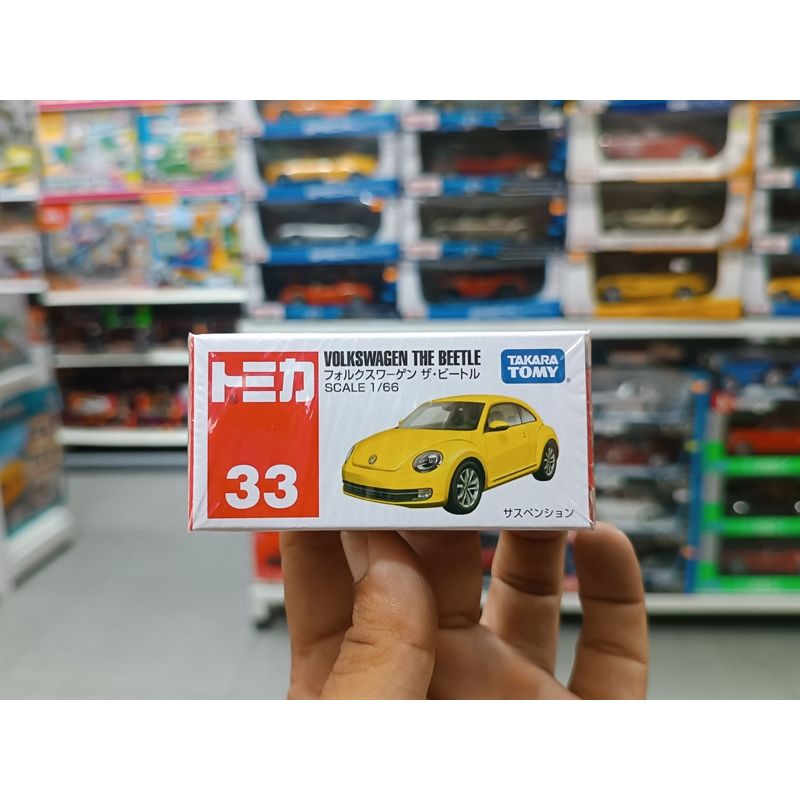 トミカ
33
VOLKSWAGEN THE BEETLE
フォルクスワーゲン ザ・ビートル
SCALE 1/66
TAKARA
TOMY
サスペンション